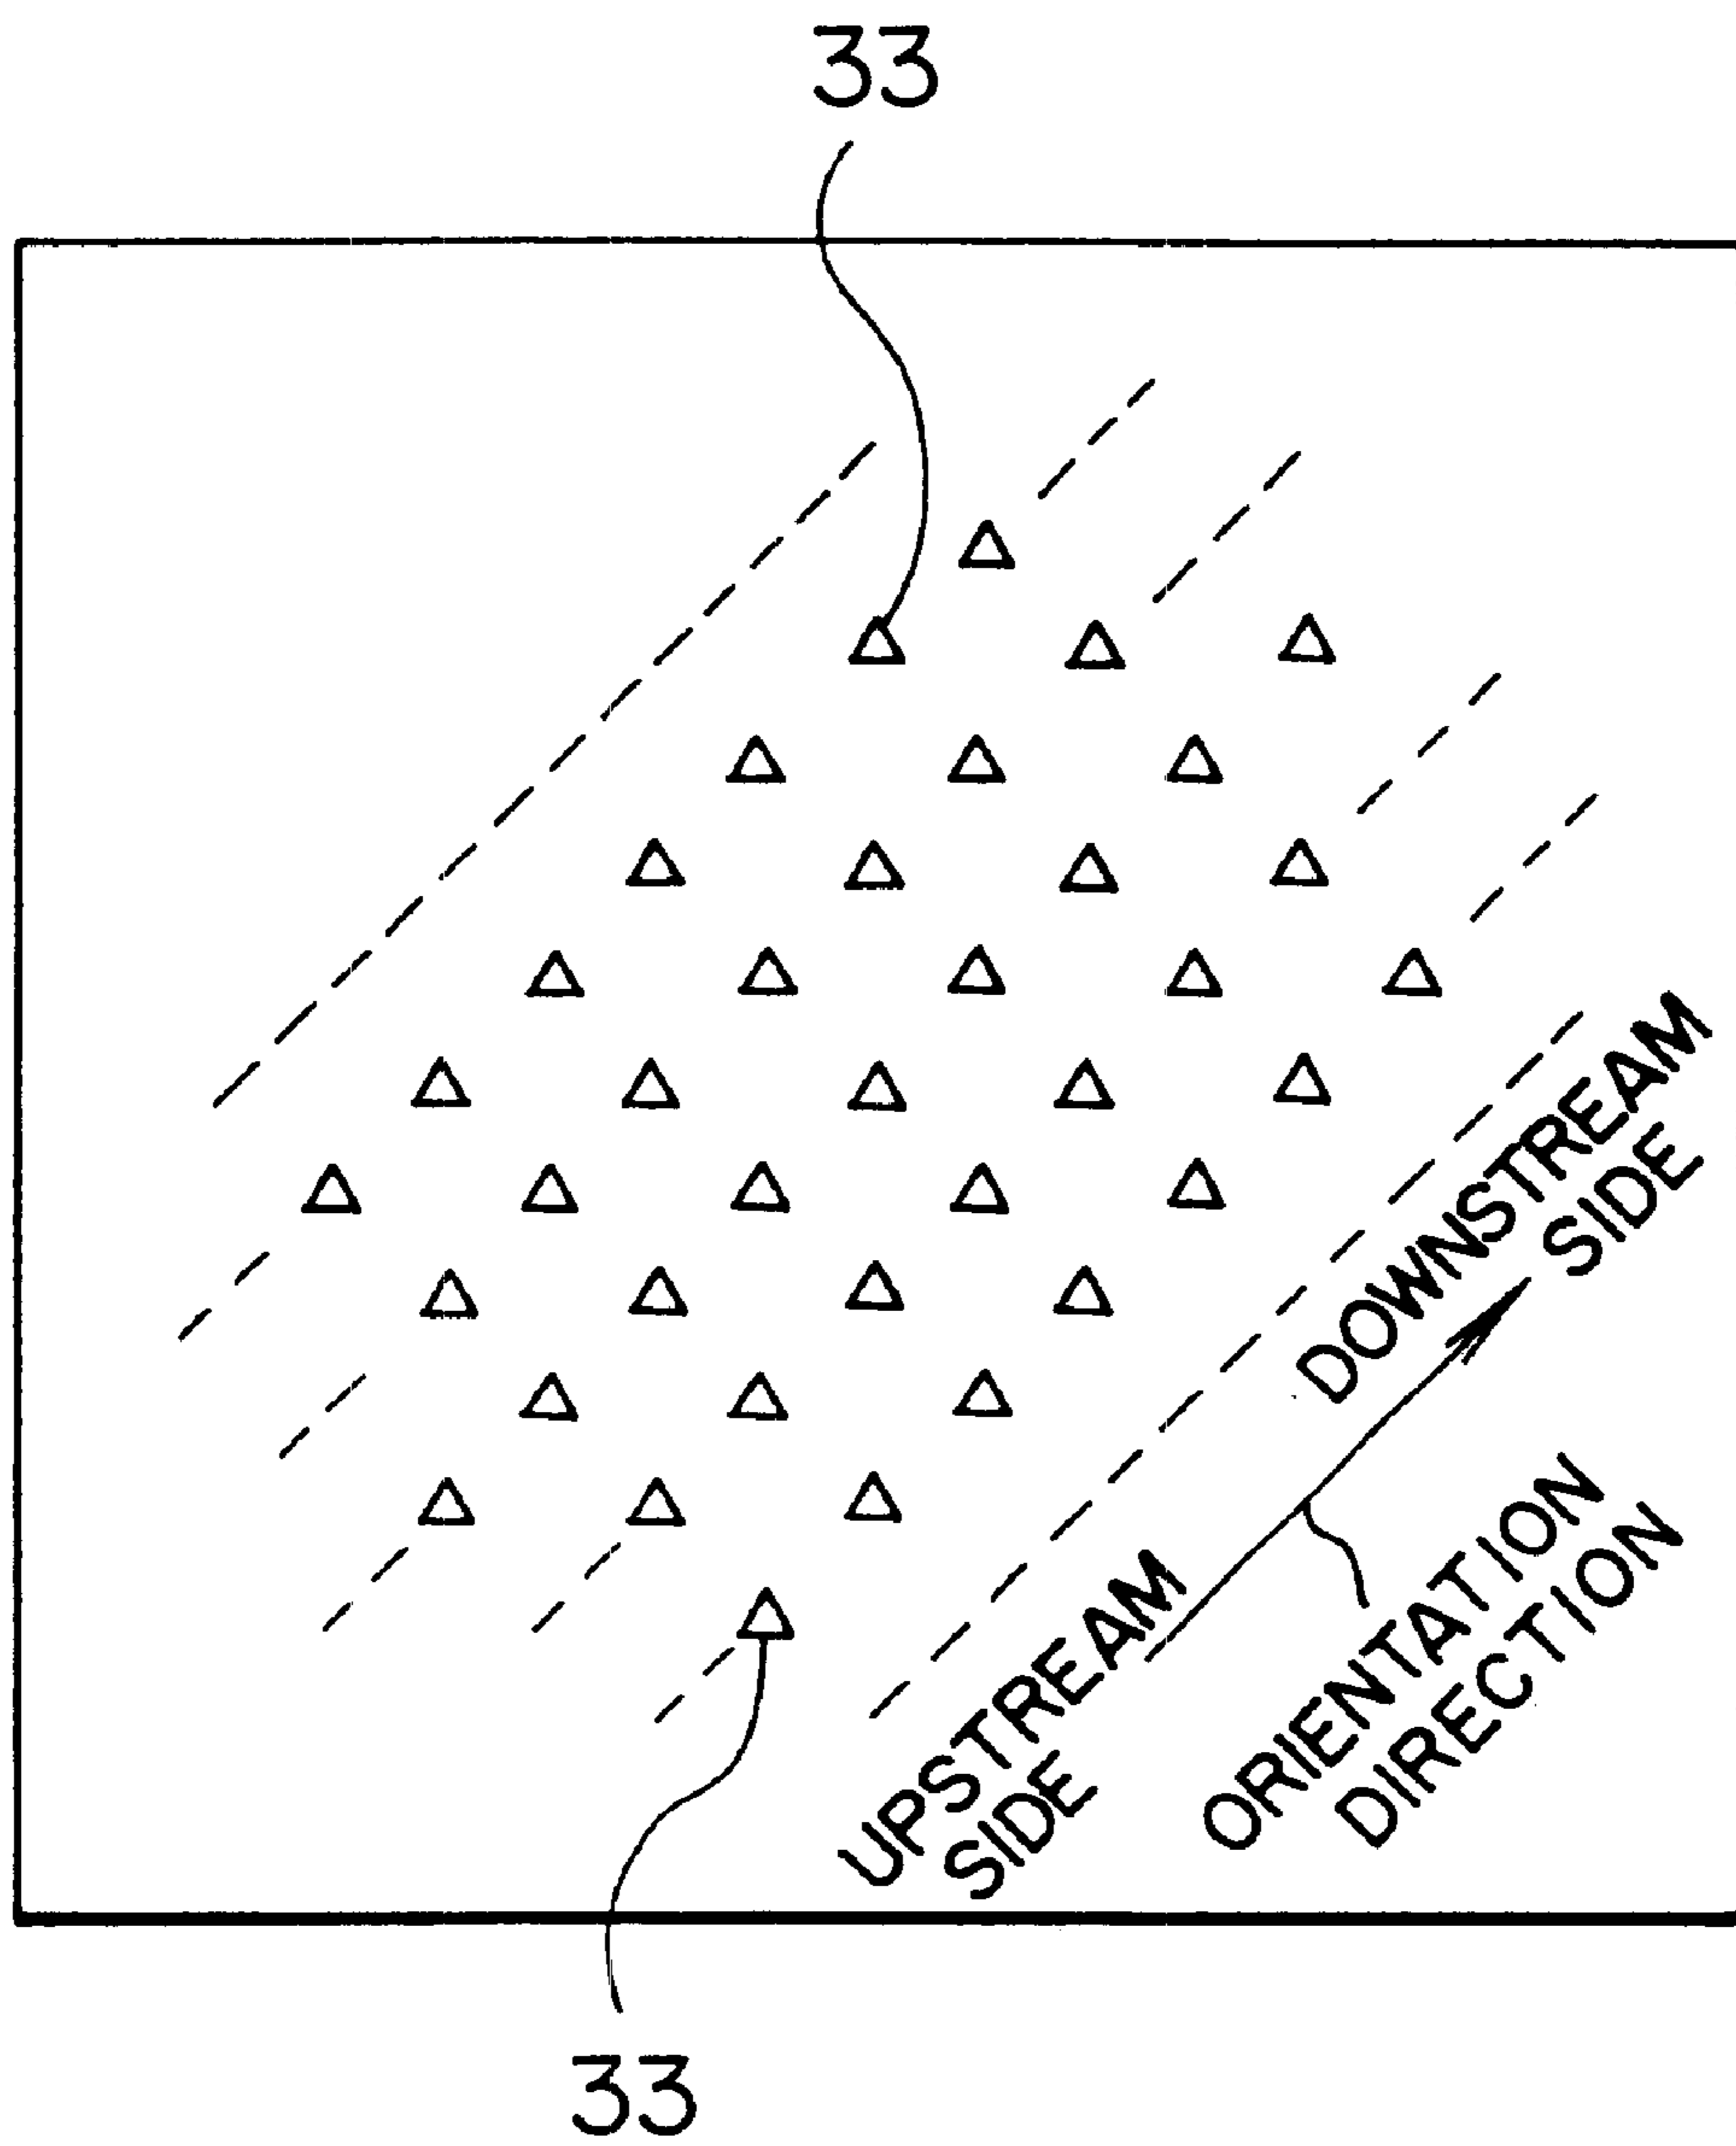 33
DOWNSTREAM
SIDE
UPSTREAM
SIDE
ORIENTATION
DIRECTION
33